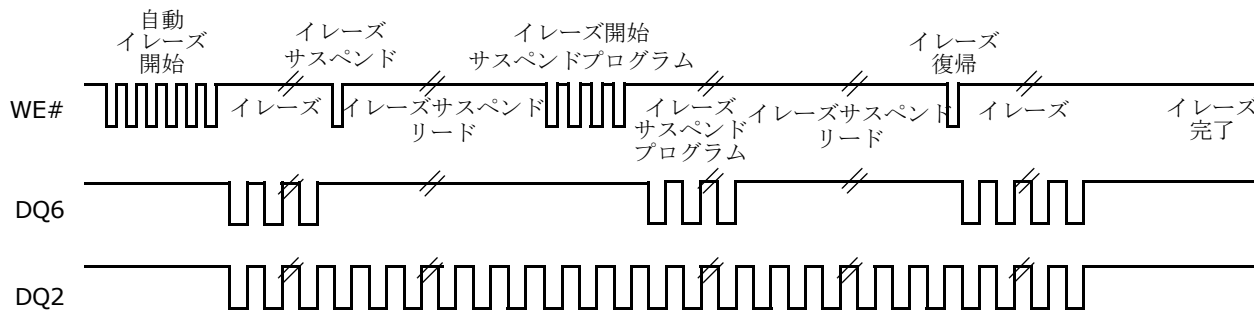 自動
イレーズ
開始
イレーズ
サスペンド
イレーズ開始
サスペンドプログラム
イレーズ
復帰
WE#
イレーズ
イレーズサスペンド
リード
イレーズ
サスペンド
プログラム
イレーズサスペンド
リード
イレーズ
イレーズ
完了
DQ6
DQ2